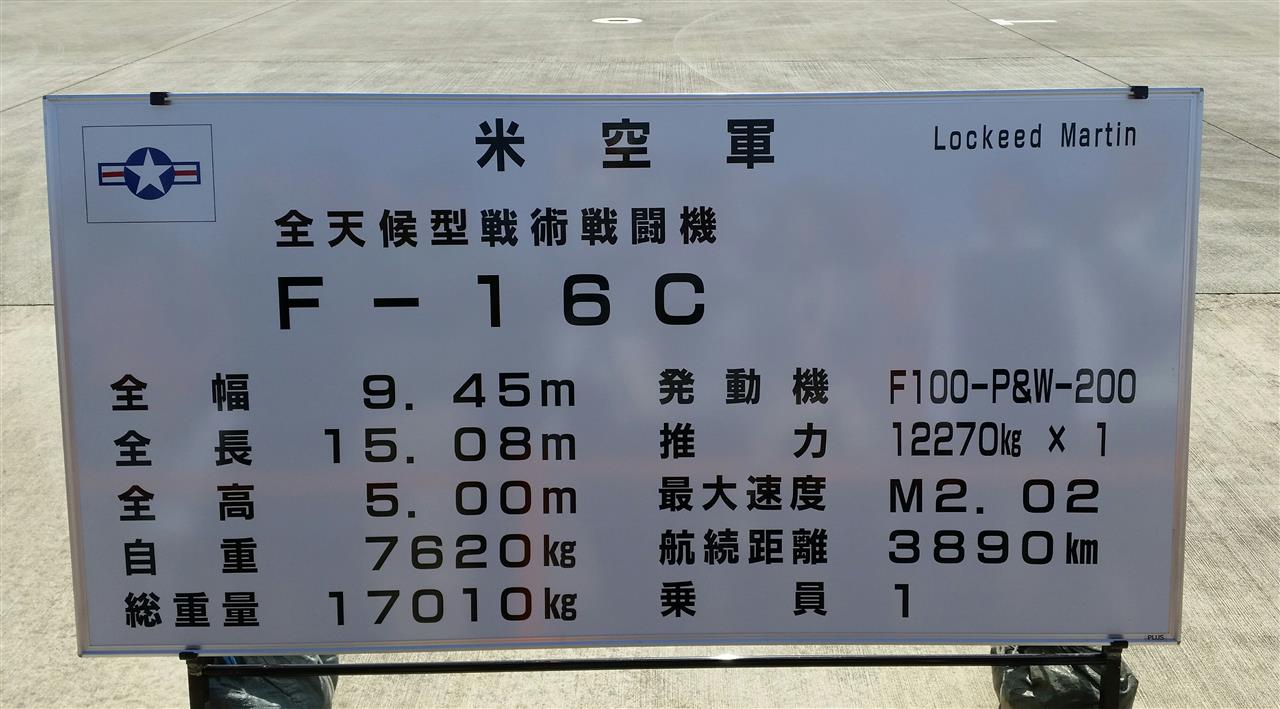 米空軍
Lockeed Martin
全天候型戦術戦闘機
F-16C
全幅 9.45m
全長 15.08m
全高 5.00m
自重 7620kg
総重量 17010kg
発動機 F100-P&W-200
推力 12270kg × 1
最大速度 M2.02
航続距離 3890km
乗員 1
PLUS